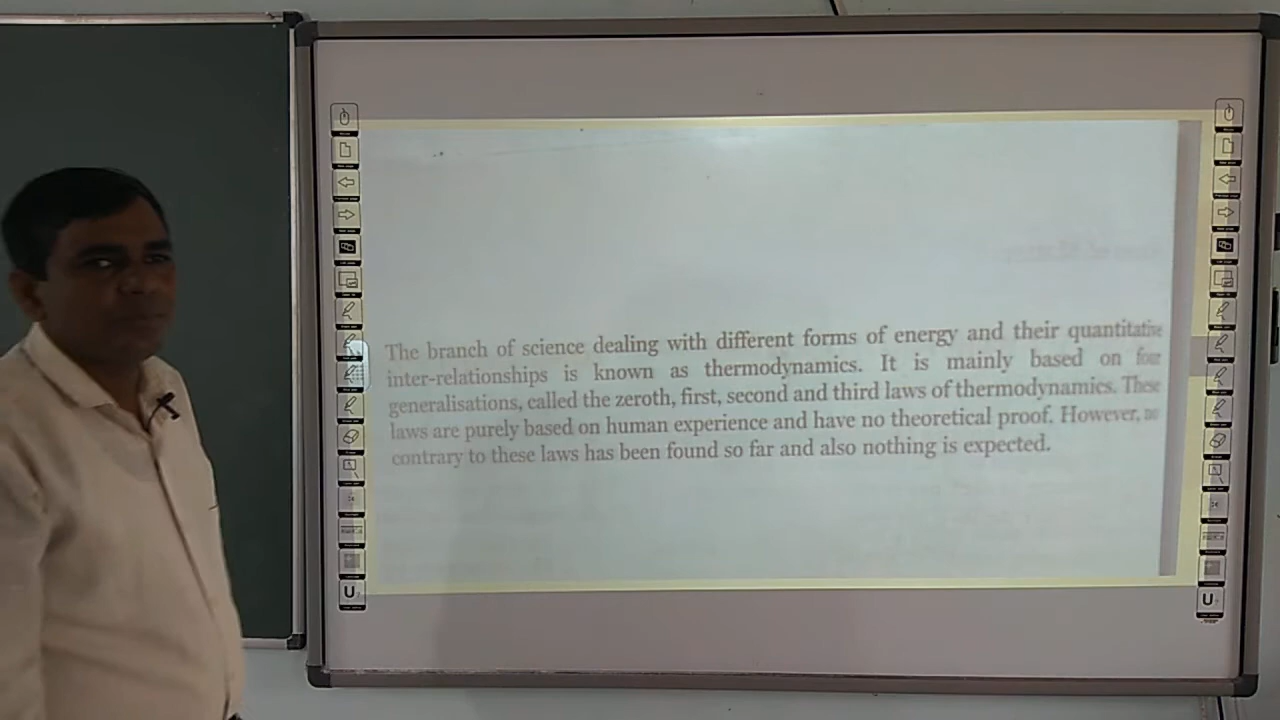 The branch of science dealing with different forms of energy and their quantitative
inter-relationships is known as thermodynamics. It is mainly based on four
generalisations, called the zeroth, first, second and third laws of thermodynamics. These
laws are purely based on human experience and have no theoretical proof. However, no
contrary to these laws has been found so far and also nothing is expected.
U
U